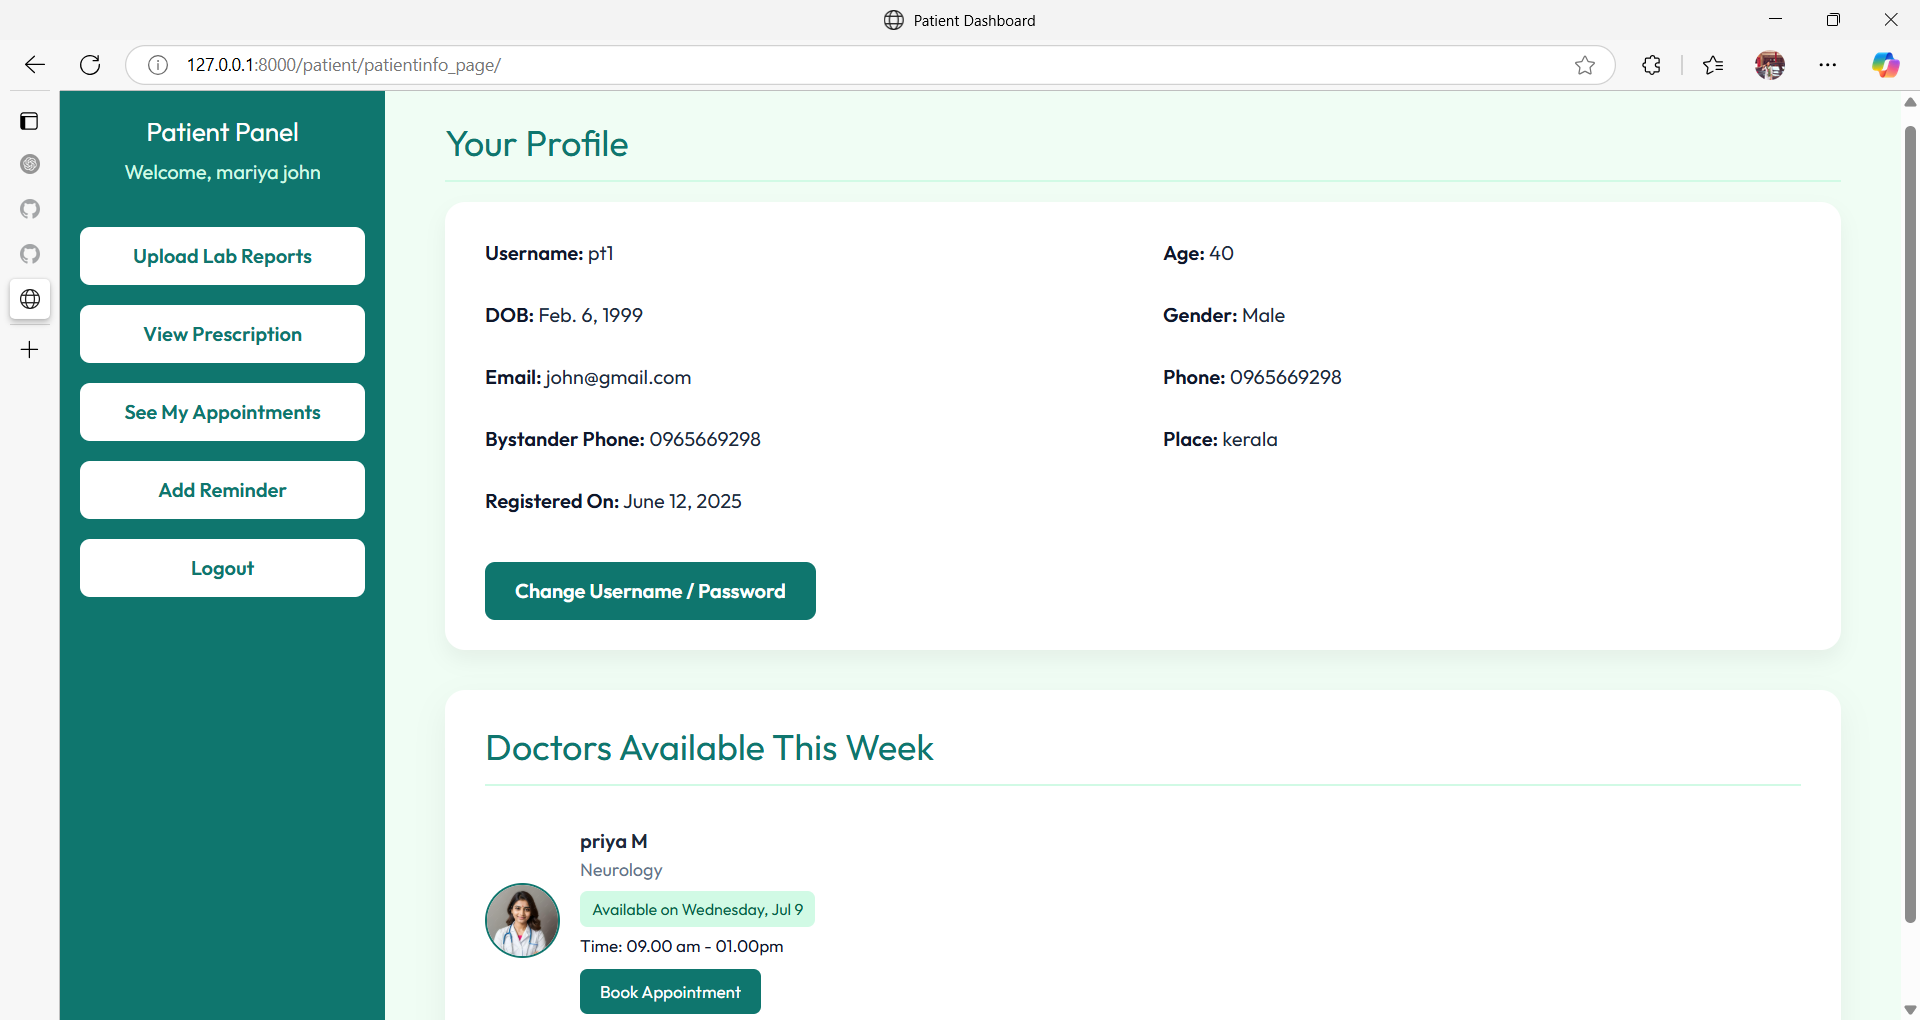 Patient Dashboard
127.0.0.1:8000/patient/patientinfo_page/
Patient Panel
Welcome, mariya john
Upload Lab Reports
View Prescription
See My Appointments
Add Reminder
Logout
Your Profile
Username: pt1
Age: 40
DOB: Feb. 6, 1999
Gender: Male
Email: john@gmail.com
Phone: 0965669298
Bystander Phone: 0965669298
Place: kerala
Registered On: June 12, 2025
Change Username / Password
Doctors Available This Week
priya M
Neurology
Available on Wednesday, Jul 9
Time: 09.00 am - 01.00pm
Book Appointment